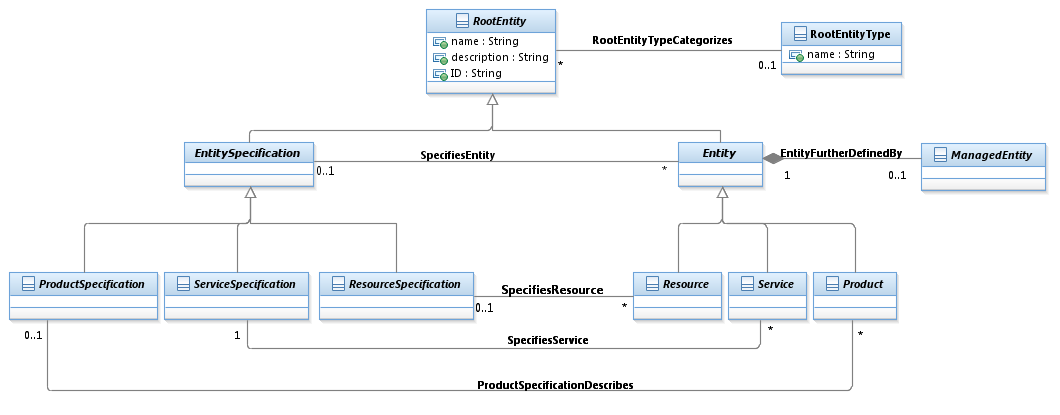 RootEntity
name : String
description : String
ID : String
RootEntityTypeCategorizes
*
0..1
RootEntityType
name : String
EntitySpecification
SpecifiesEntity
0..1
*
Entity
EntityFurtherDefinedBy
1
0..1
ManagedEntity
ProductSpecification
ServiceSpecification
ResourceSpecification
SpecifiesResource
0..1
*
Resource
Service
Product
0..1
1
SpecifiesService
*
*
ProductSpecificationDescribes